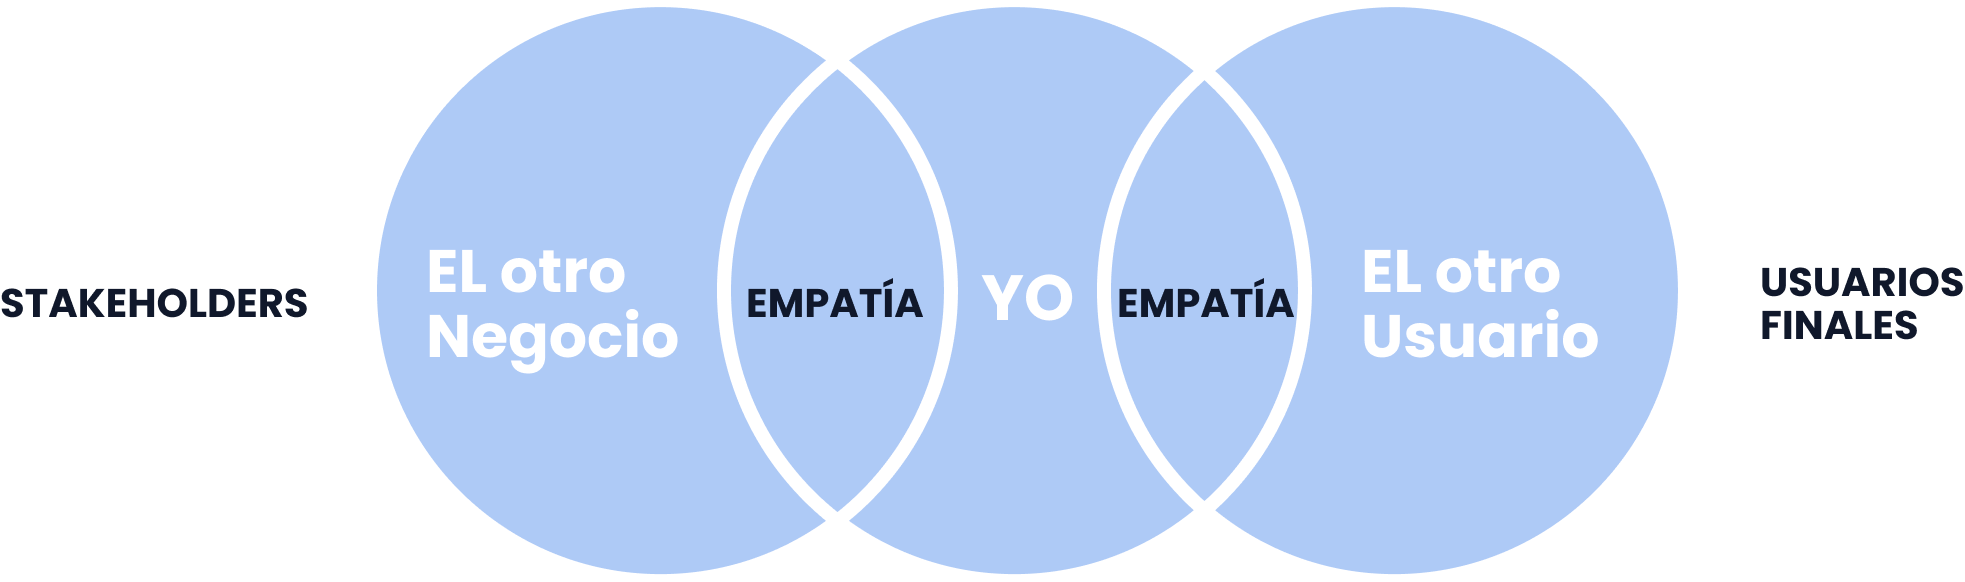 STAKEHOLDERS
EL otro
Negocio
EMPATÍA
YO
EMPATÍA
EL otro
Usuario
USUARIOS
FINALES